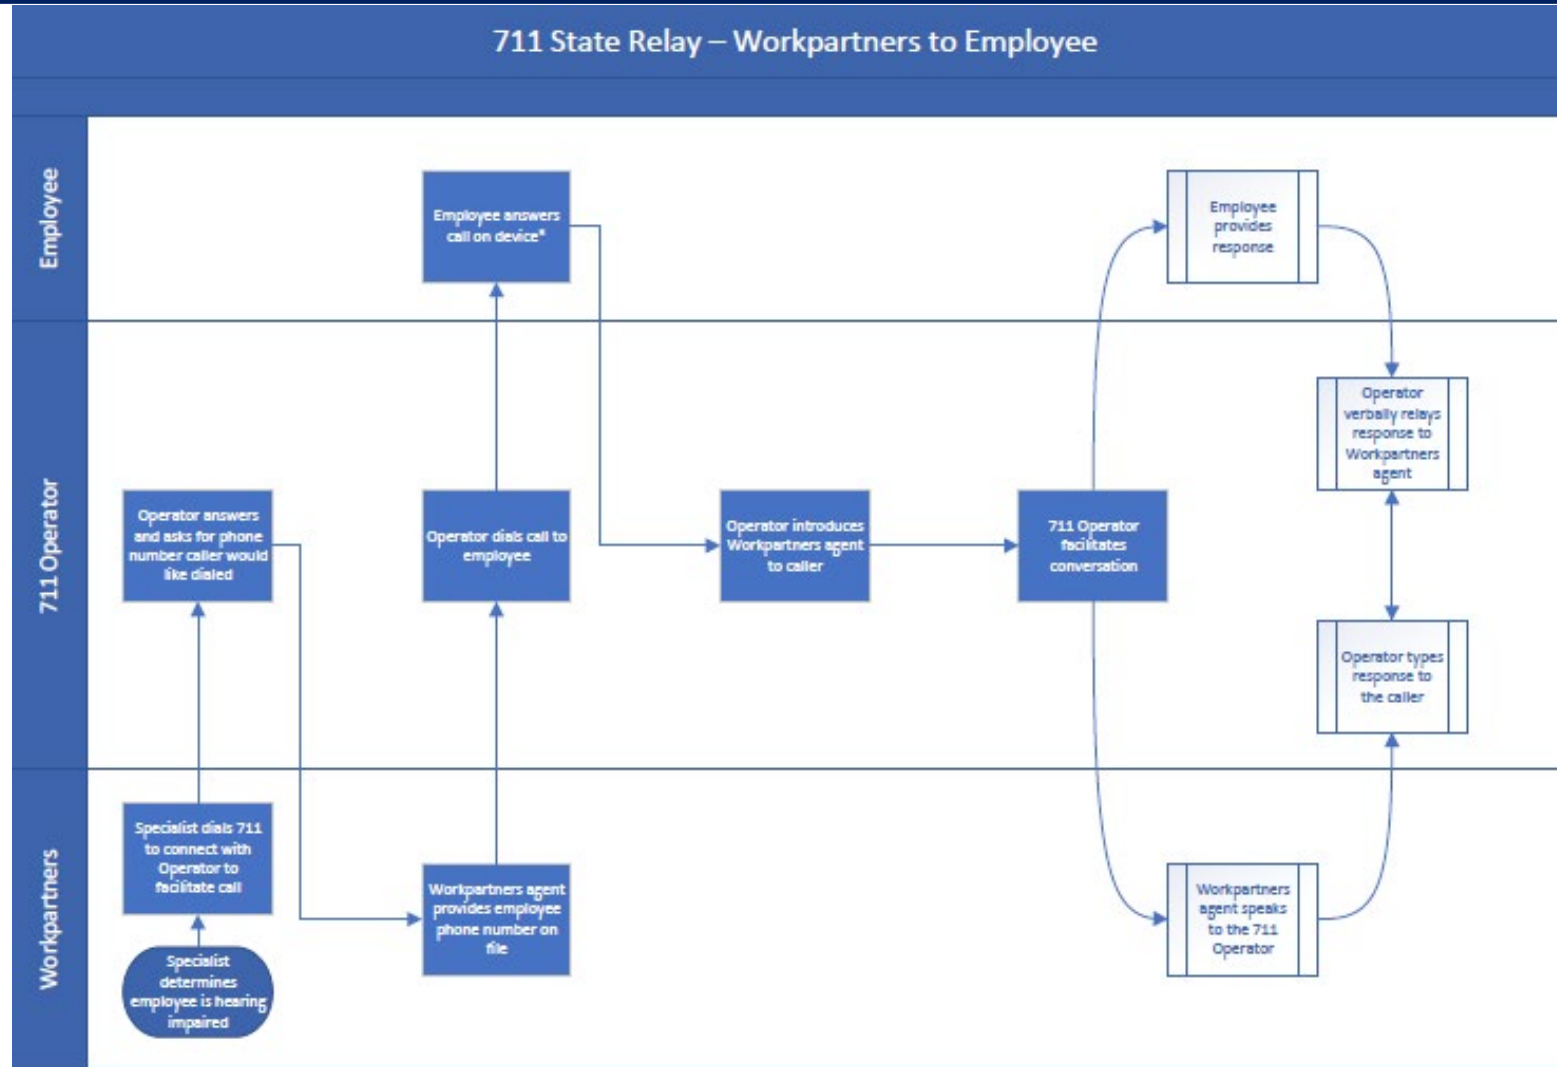 711 State Relay – Workpartners to Employee
Employee
Employee answers
call on device*
Employee
provides
response
711 Operator
Operator answers
and asks for phone
number caller would
like dialed
Operator dials call to
employee
Operator introduces
Workpartners agent
to caller
711 Operator
facilitates
conversation
Operator
verbally relays
response to
Workpartners
agent
Operator types
response to
the caller
Workpartners
Specialist dials 711
to connect with
Operator to
facilitate call
Specialist
determines
employee is hearing
impaired
Workpartners agent
provides employee
phone number on
file
Workpartners
agent speaks
to the 711
Operator